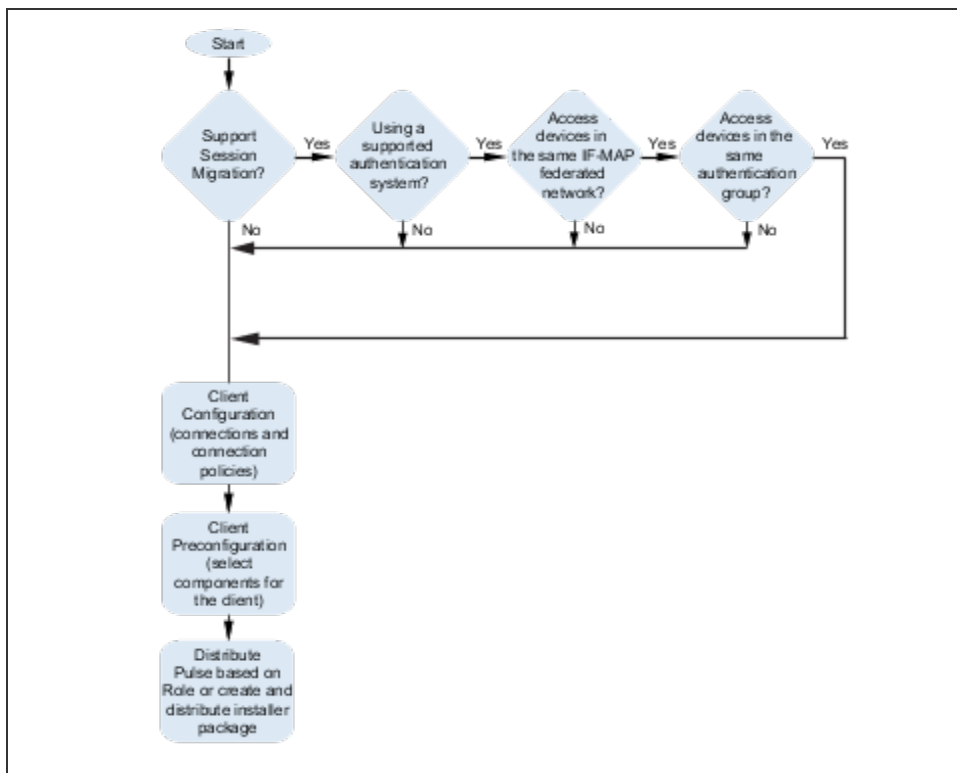 Start
Support
Session
Migration?
Yes
No
Using a
supported
authentication
system?
Yes
No
Access
devices in
the same IF-MAP
federated
network?
Yes
No
Access
devices in the
same
authentication
group?
Yes
No
Client
Configuration
(connections and
connection
policies)
Client
Preconfiguration
(select
components for
the client)
Distribute
Pulse based on
Role or create and
distribute installer
package